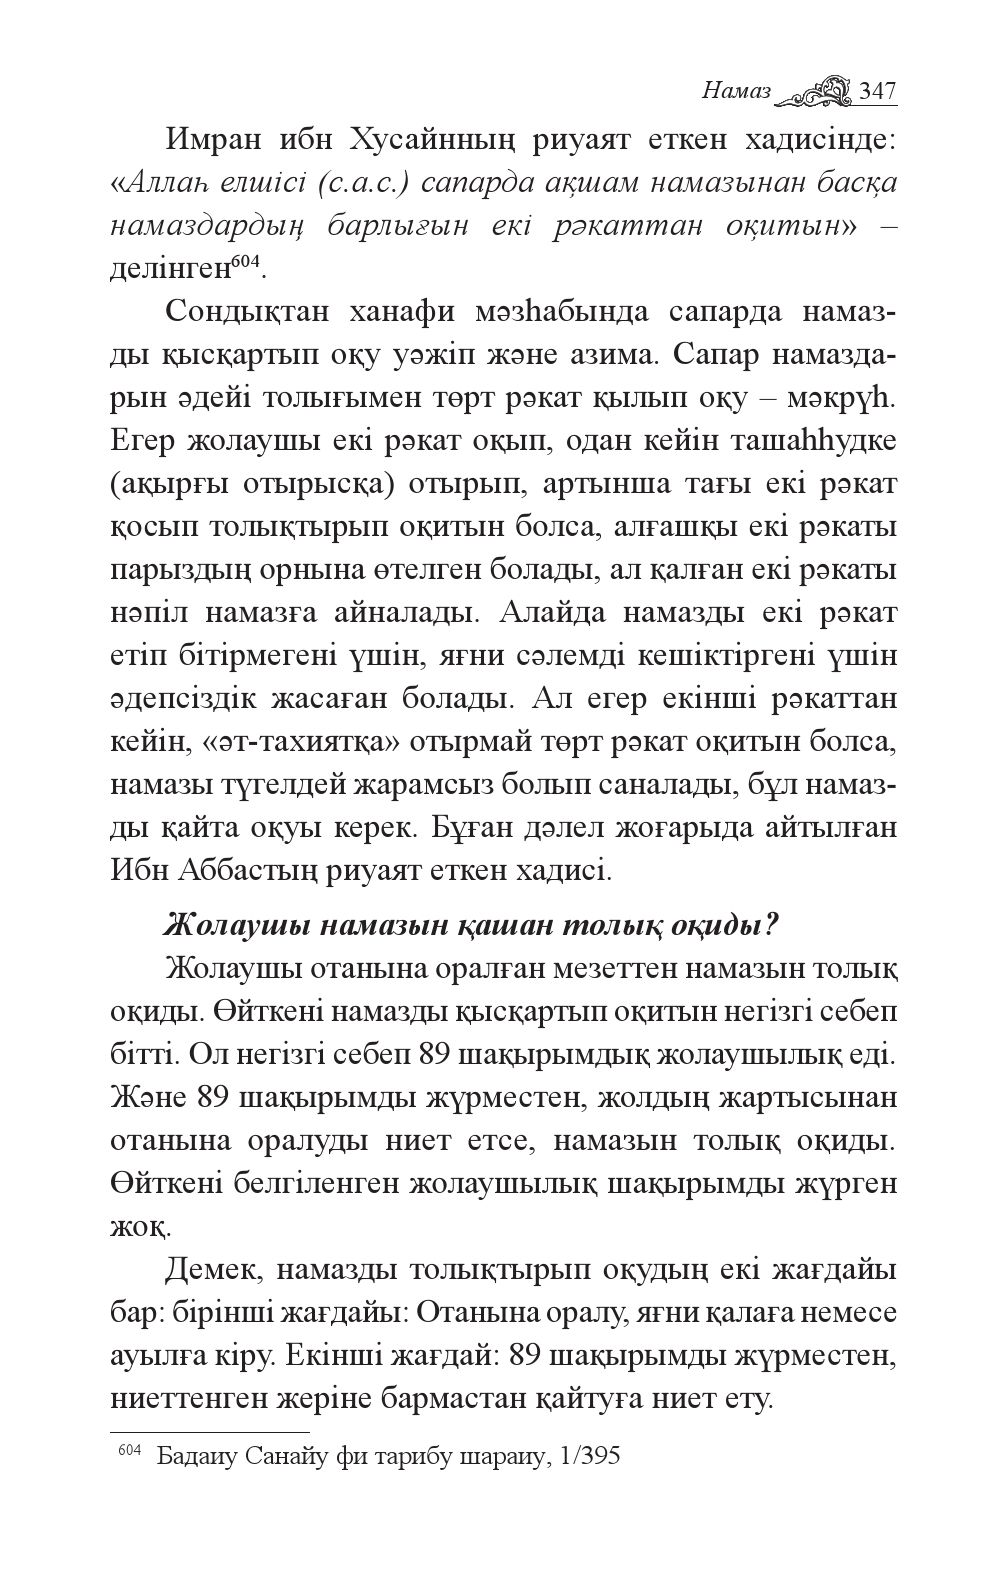 Намаз 347
Имран ибн Хусайнның риуаят еткен хадисінде:
«Аллаһ елшісі (с.а.с.) сапарда ақшам намазынан басқа
намаздардың барлығын екі рәкаттан оқитын» –
делінген⁶⁰⁴.
Сондықтан ханафи мәзһабында сапарда намаз-
ды қысқартып оқу уәжіп және азима. Сапар намазда-
рын әдейі толығымен төрт рәкат қылып оқу – мәкрүһ.
Егер жолаушы екі рәкат оқып, одан кейін ташаһһудке
(ақырғы отырысқа) отырып, артынша тағы екі рәкат
қосып толықтырып оқитын болса, алғашқы екі рәкаты
парыздың орнына өтелген болады, ал қалған екі рәкаты
нәпіл намазға айналады. Алайда намазды екі рәкат
етіп бітірмегені үшін, яғни сәлемді кешіктіргені үшін
әдепсіздік жасаған болады. Ал егер екінші рәкаттан
кейін, «әт-тахиятқа» отырмай төрт рәкат оқитын болса,
намазы түгелдей жарамсыз болып саналады, бұл намаз-
ды қайта оқуы керек. Бұған дәлел жоғарыда айтылған
Ибн Аббастың риуаят еткен хадисі.
Жолаушы намазын қашан толық оқиды?
Жолаушы отанына оралған мезеттен намазын толық
оқиды. Өйткені намазды қысқартып оқитын негізгі себеп
бітті. Ол негізгі себеп 89 шақырымдық жолаушылық еді.
Және 89 шақырымды жүрместен, жолдың жартысынан
отанына оралуды ниет етсе, намазын толық оқиды.
Өйткені белгіленген жолаушылық шақырымды жүрген
жоқ.
Демек, намазды толықтырып оқудың екі жағдайы
бар: бірінші жағдайы: Отанына оралу, яғни қалаға немесе
ауылға кіру. Екінші жағдай: 89 шақырымды жүрместен,
ниеттенген жеріне бармастан қайтуға ниет ету.
⁶⁰⁴ Бадаиу Санайу фи тарибу шараиу, 1/395